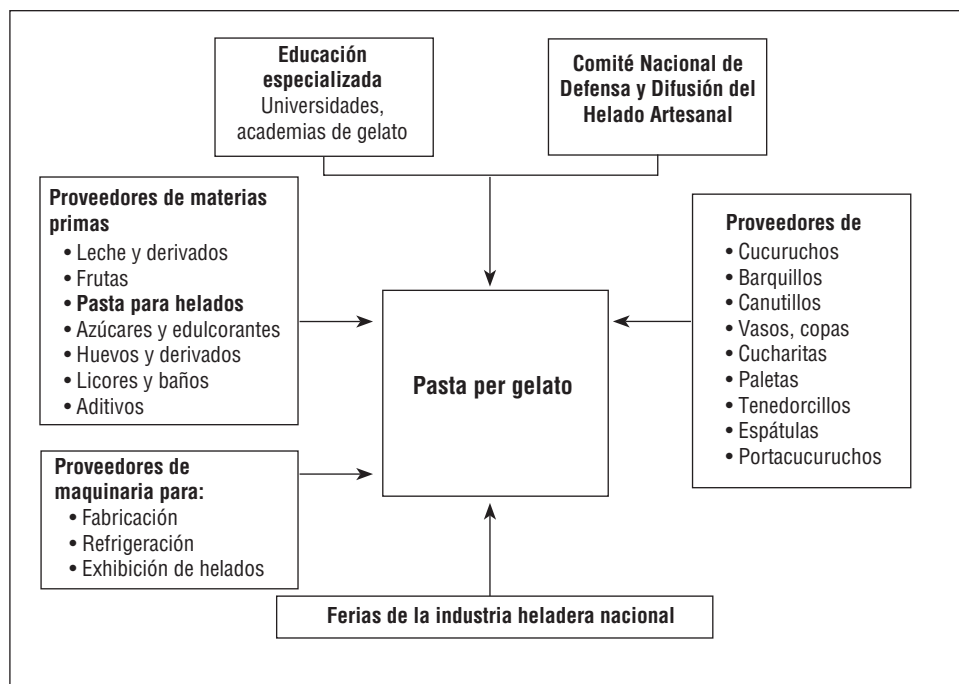 Educación
especializada
Universidades,
academias de gelato
Comité Nacional de
Defensa y Difusión del
Helado Artesanal
Proveedores de materias
primas
• Leche y derivados
• Frutas
• Pasta para helados
• Azúcares y edulcorantes
• Huevos y derivados
• Licores y baños
• Aditivos
Pasta per gelato
Proveedores de
• Cucuruchos
• Barquillos
• Canutillos
• Vasos, copas
• Cucharitas
• Paletas
• Tenedorcillos
• Espátulas
• Portacucuruchos
Proveedores de
maquinaria para:
• Fabricación
• Refrigeración
• Exhibición de helados
Ferias de la industria heladera nacional